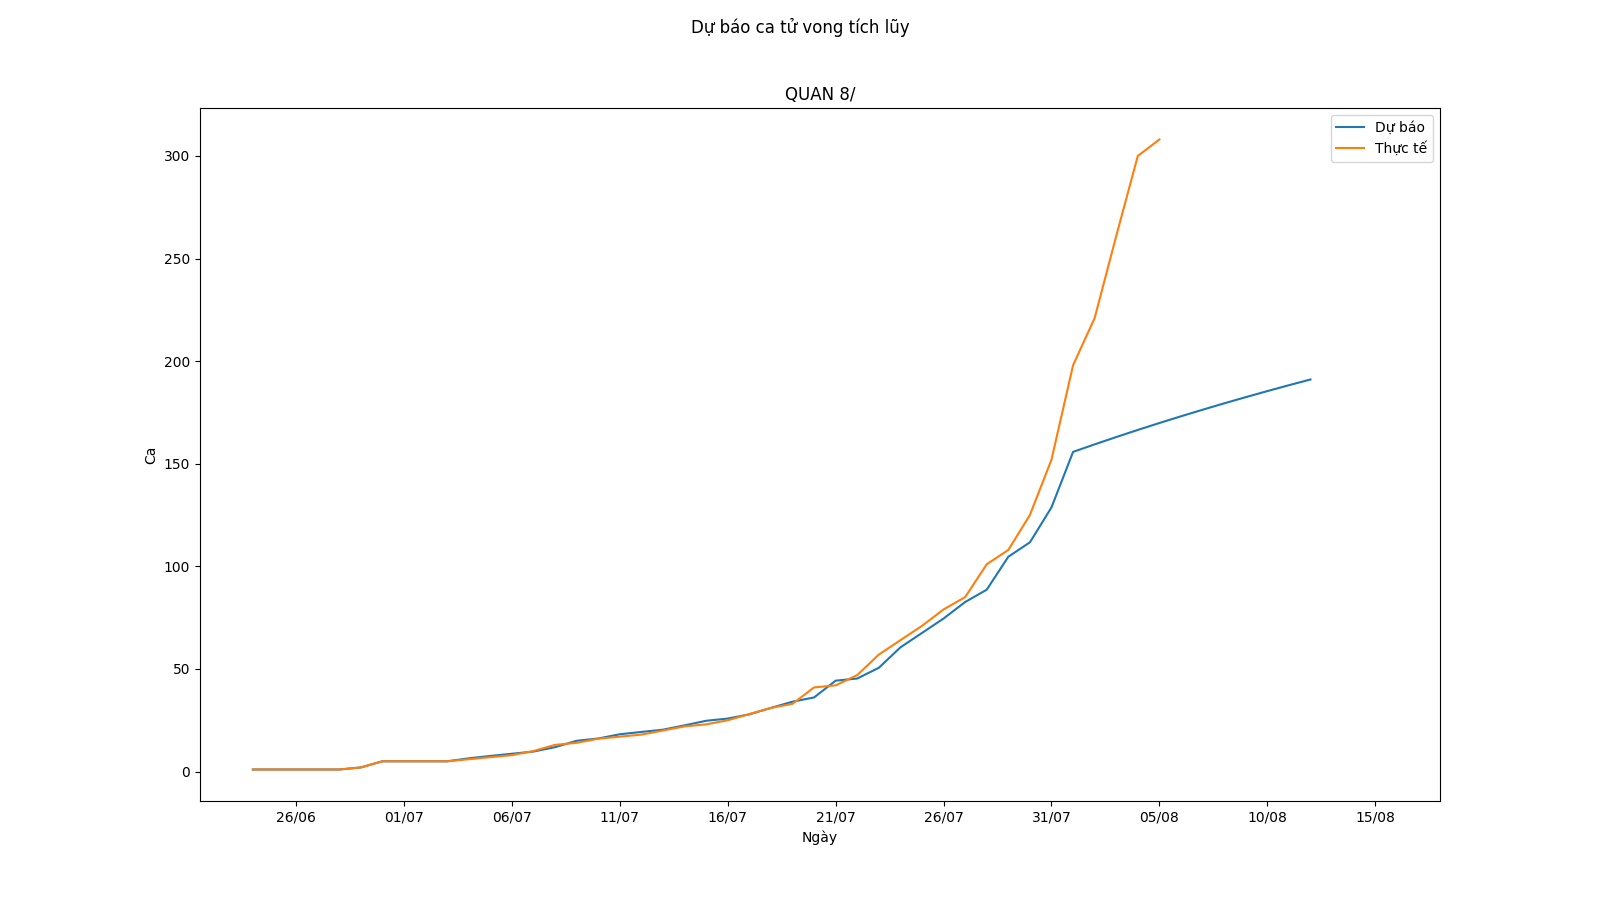 Dự báo ca tử vong tích lũy
QUAN 8/
Dự báo
Thực tế
300
250
200
150
100
50
0
Ca
26/06 01/07 06/07 11/07 16/07 21/07 26/07 31/07 05/08 10/08 15/08
Ngày